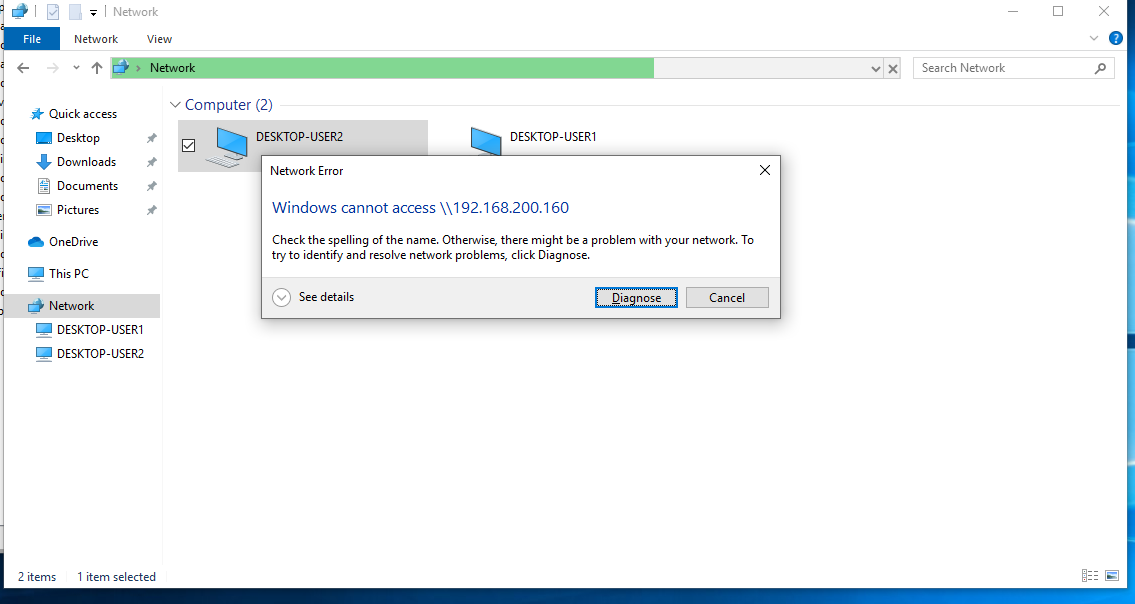 Network
File
Network
View
Network
Search Network
Quick access
Desktop
Downloads
Documents
Pictures
OneDrive
This PC
Network
DESKTOP-USER1
DESKTOP-USER2
Computer (2)
DESKTOP-USER2
DESKTOP-USER1
Network Error
Windows cannot access \\192.168.200.160
Check the spelling of the name. Otherwise, there might be a problem with your network. To
try to identify and resolve network problems, click Diagnose.
See details
Diagnose
Cancel
2 items
1 item selected